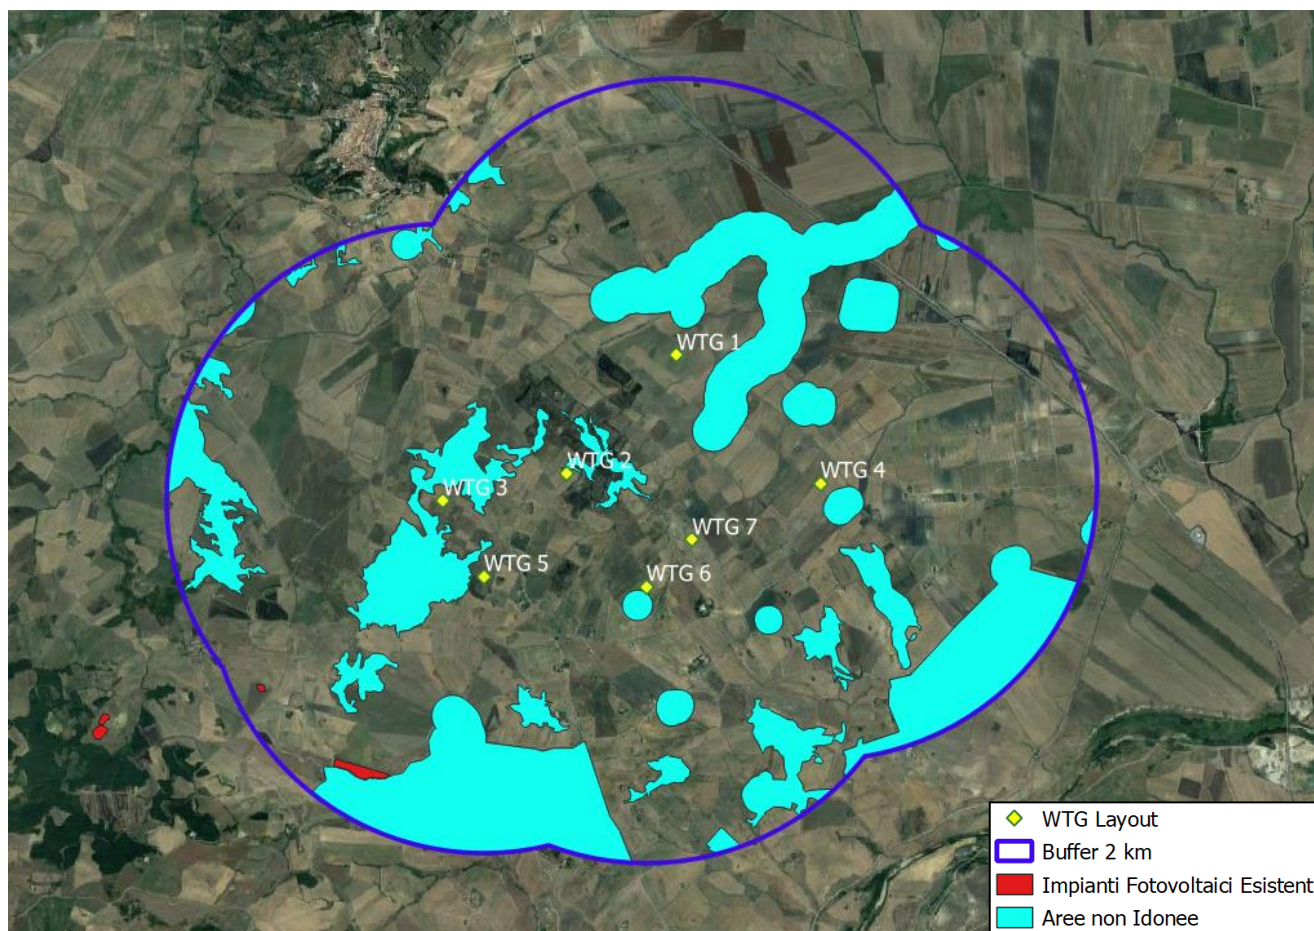 WTG 1
WTG 2
WTG 4
WTG 3
WTG 7
WTG 5
WTG 6
WTG Layout
Buffer 2 km
Impianti Fotovoltaici Esistent
Aree non Idonee